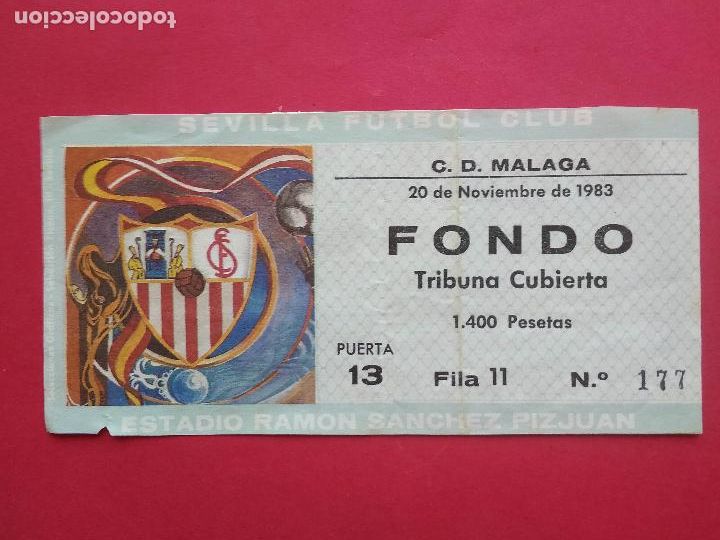 todocoleccion
SEVILLA FUTBOL CLUB
C. D. MALAGA
20 de Noviembre de 1983
FONDO
Tribuna Cubierta
1.400 Pesetas
PUERTA
13 Fila 11 N.º 177
ESTADIO RAMON SANCHEZ PIZJUAN